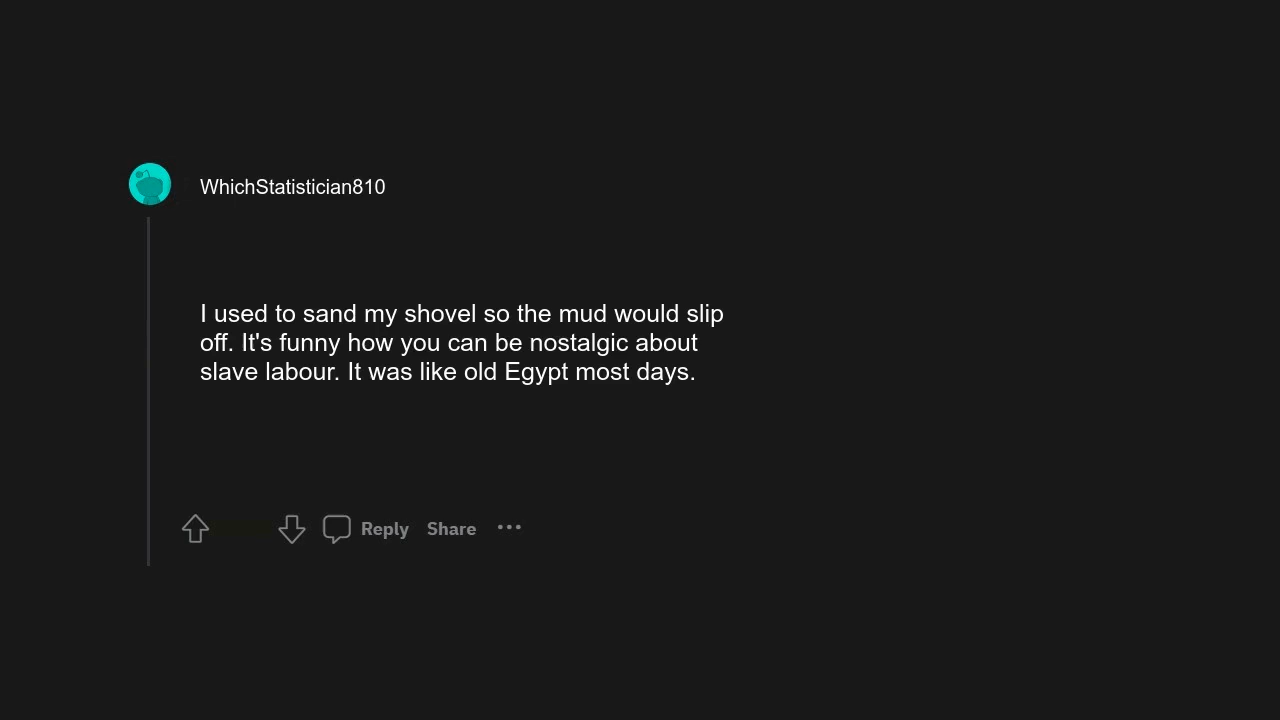 WhichStatistician810
I used to sand my shovel so the mud would slip
off. It's funny how you can be nostalgic about
slave labour. It was like old Egypt most days.
Reply Share